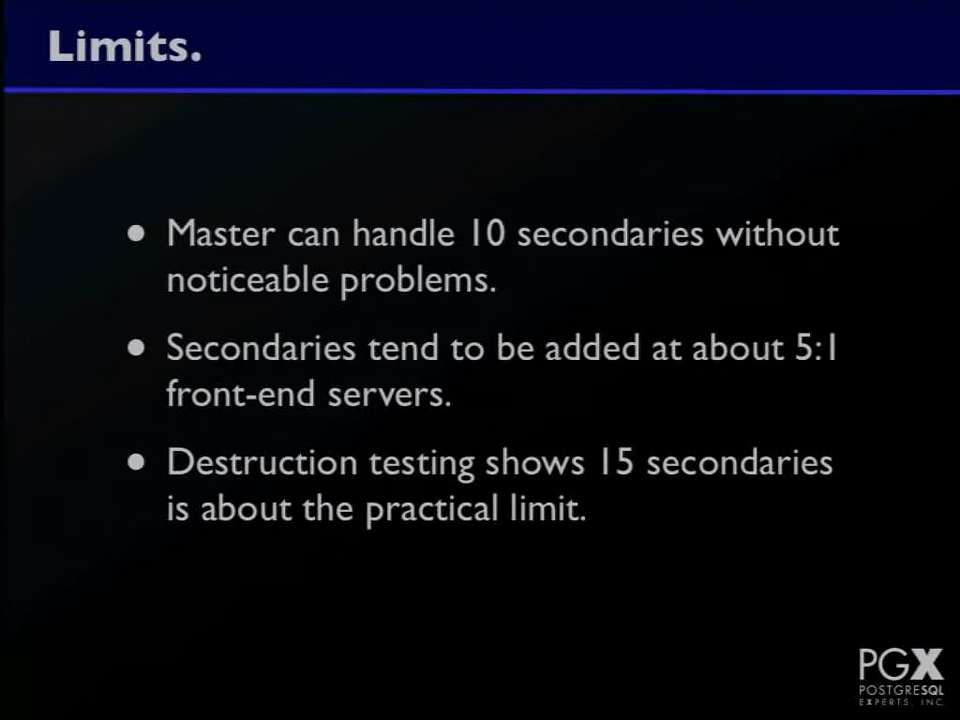 Limits.
● Master can handle 10 secondaries without
noticeable problems.
● Secondaries tend to be added at about 5:1
front-end servers.
● Destruction testing shows 15 secondaries
is about the practical limit.
PGX
POSTGRESQL
EXPERTS, INC.